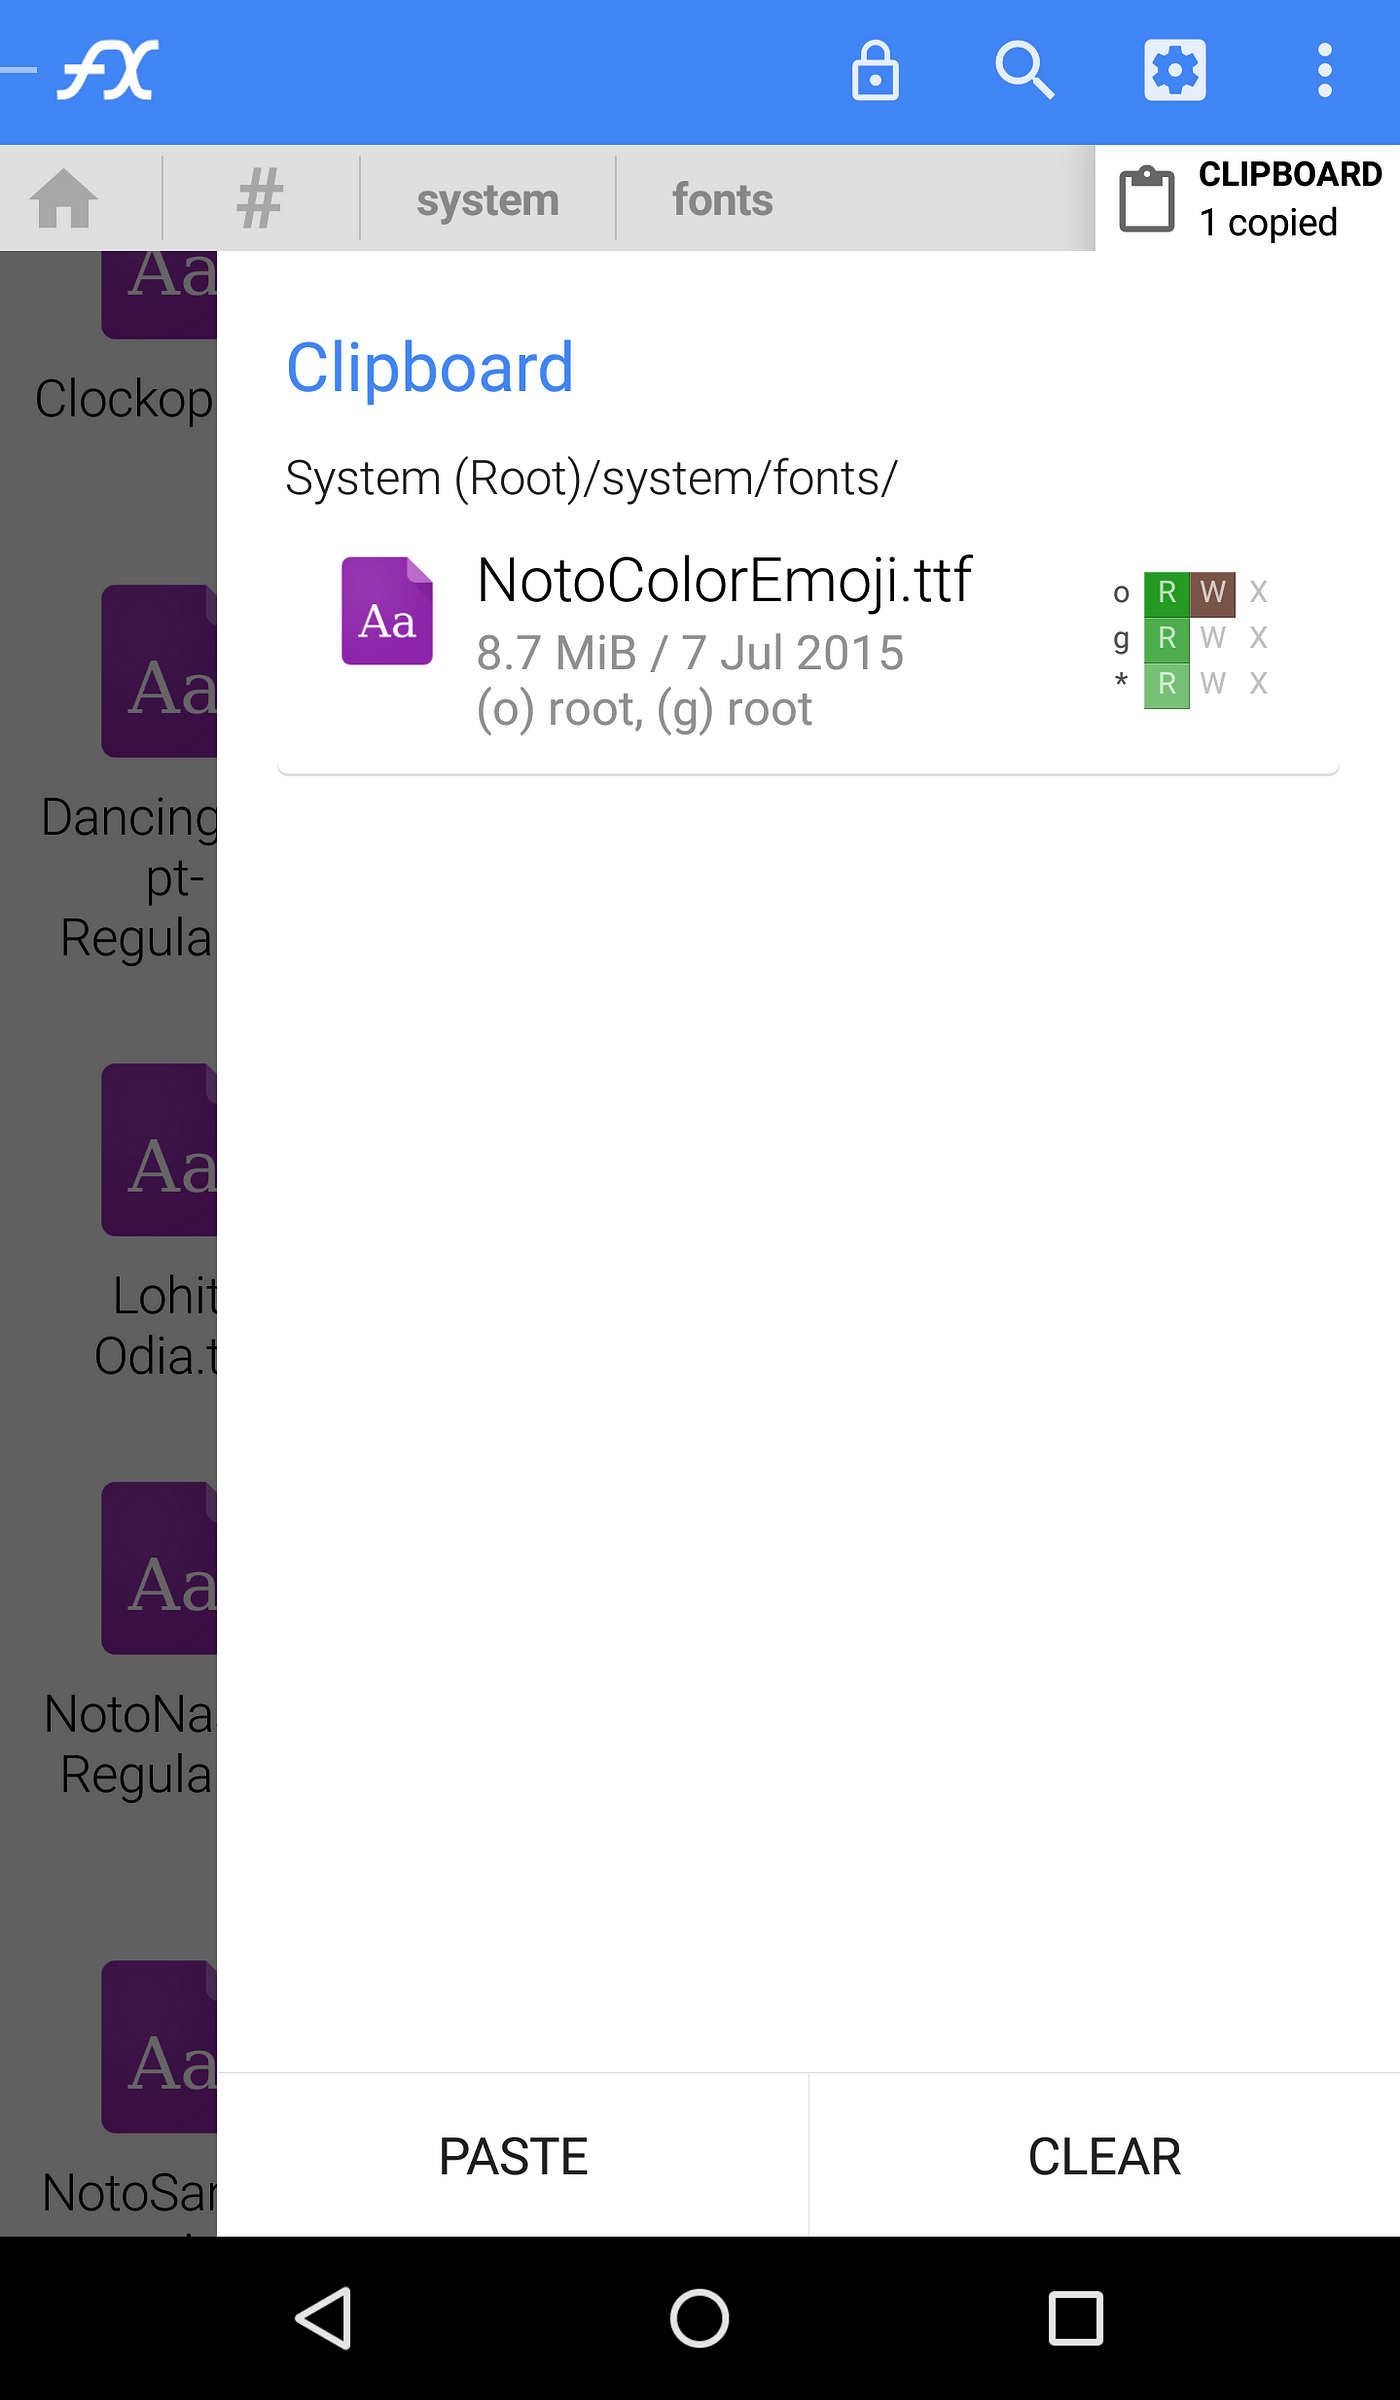 FX
# system fonts
CLIPBOARD
1 copied
Aa
Clockop
Aa
Dancing
pt-
Regula
Aa
Lohit
Odia.t
Aa
NotoNa
Regula
Aa
NotoSar
Clipboard
System (Root)/system/fonts/
Aa
NotoColorEmoji.ttf
8.7 MiB / 7 Jul 2015
(o) root, (g) root
o R W X
g R W X
* R W X
PASTE CLEAR